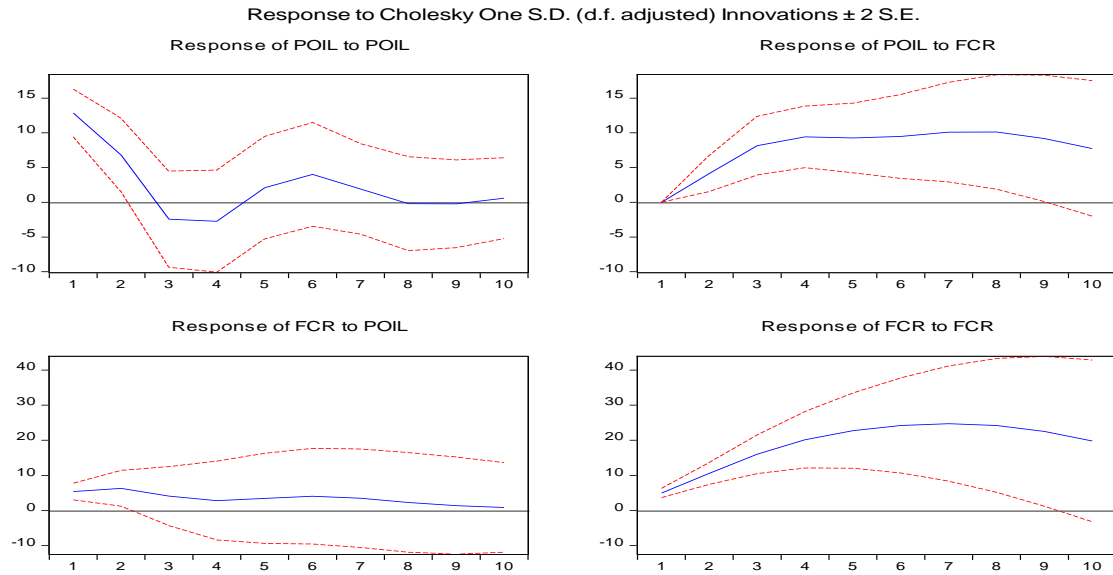 Response to Cholesky One S.D. (d.f. adjusted) Innovations ± 2 S.E.
Response of POIL to POIL
15
10
5
0
-5
-10
1 2 3 4 5 6 7 8 9 10
Response of POIL to FCR
15
10
5
0
-5
-10
1 2 3 4 5 6 7 8 9 10
Response of FCR to POIL
40
30
20
10
0
-10
1 2 3 4 5 6 7 8 9 10
Response of FCR to FCR
40
30
20
10
0
-10
1 2 3 4 5 6 7 8 9 10